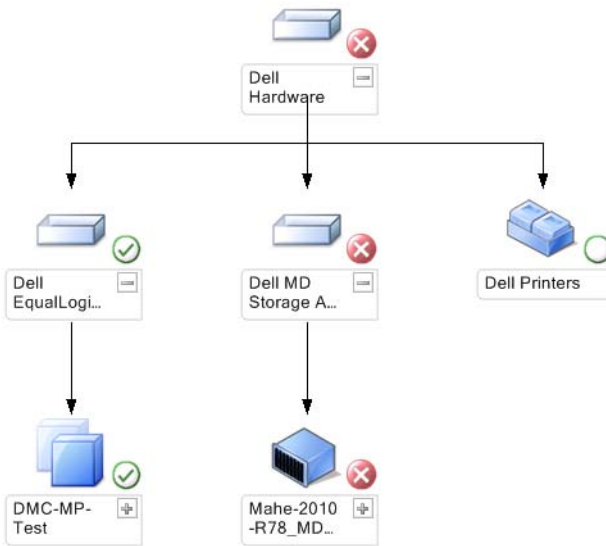 Dell
Hardware
Dell
EqualLogi...
Dell MD
Storage A...
Dell Printers
DMC-MP-
Test
Mahe-2010
-R78_MD...